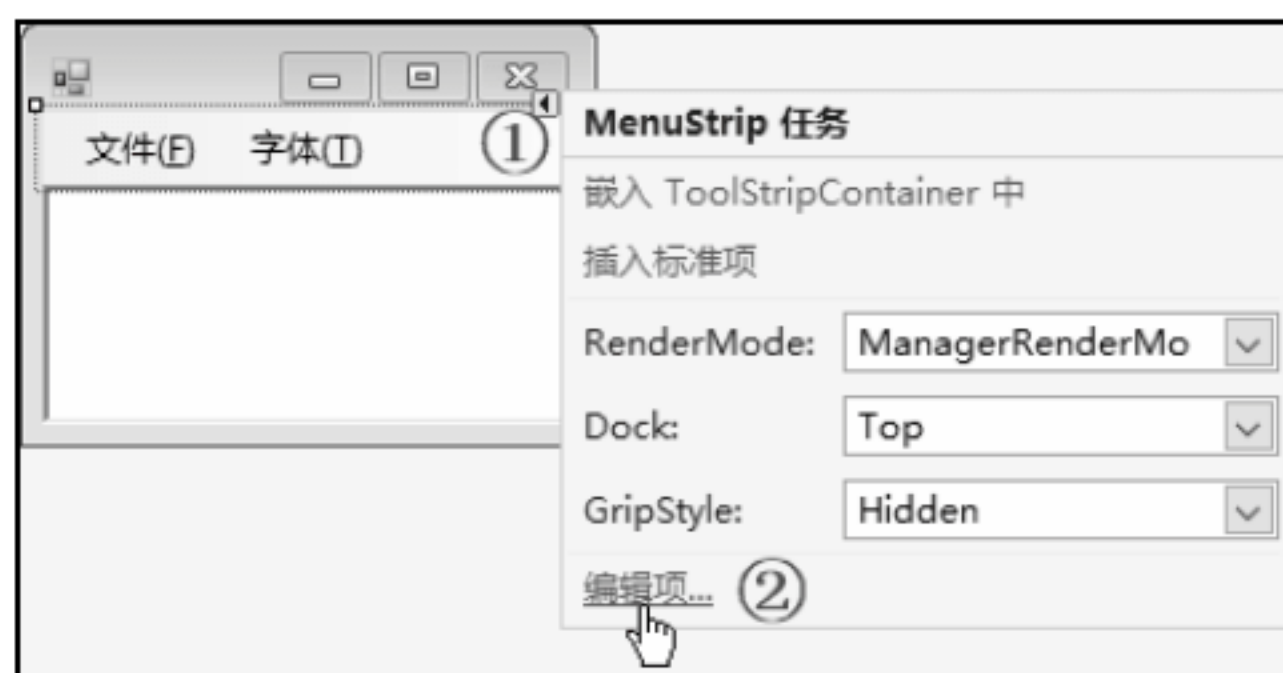 文件(F) 字体(T) ①
MenuStrip 任务
嵌入 ToolStripContainer 中
插入标准项
RenderMode: ManagerRenderMo
Dock: Top
GripStyle: Hidden
编辑项... ②